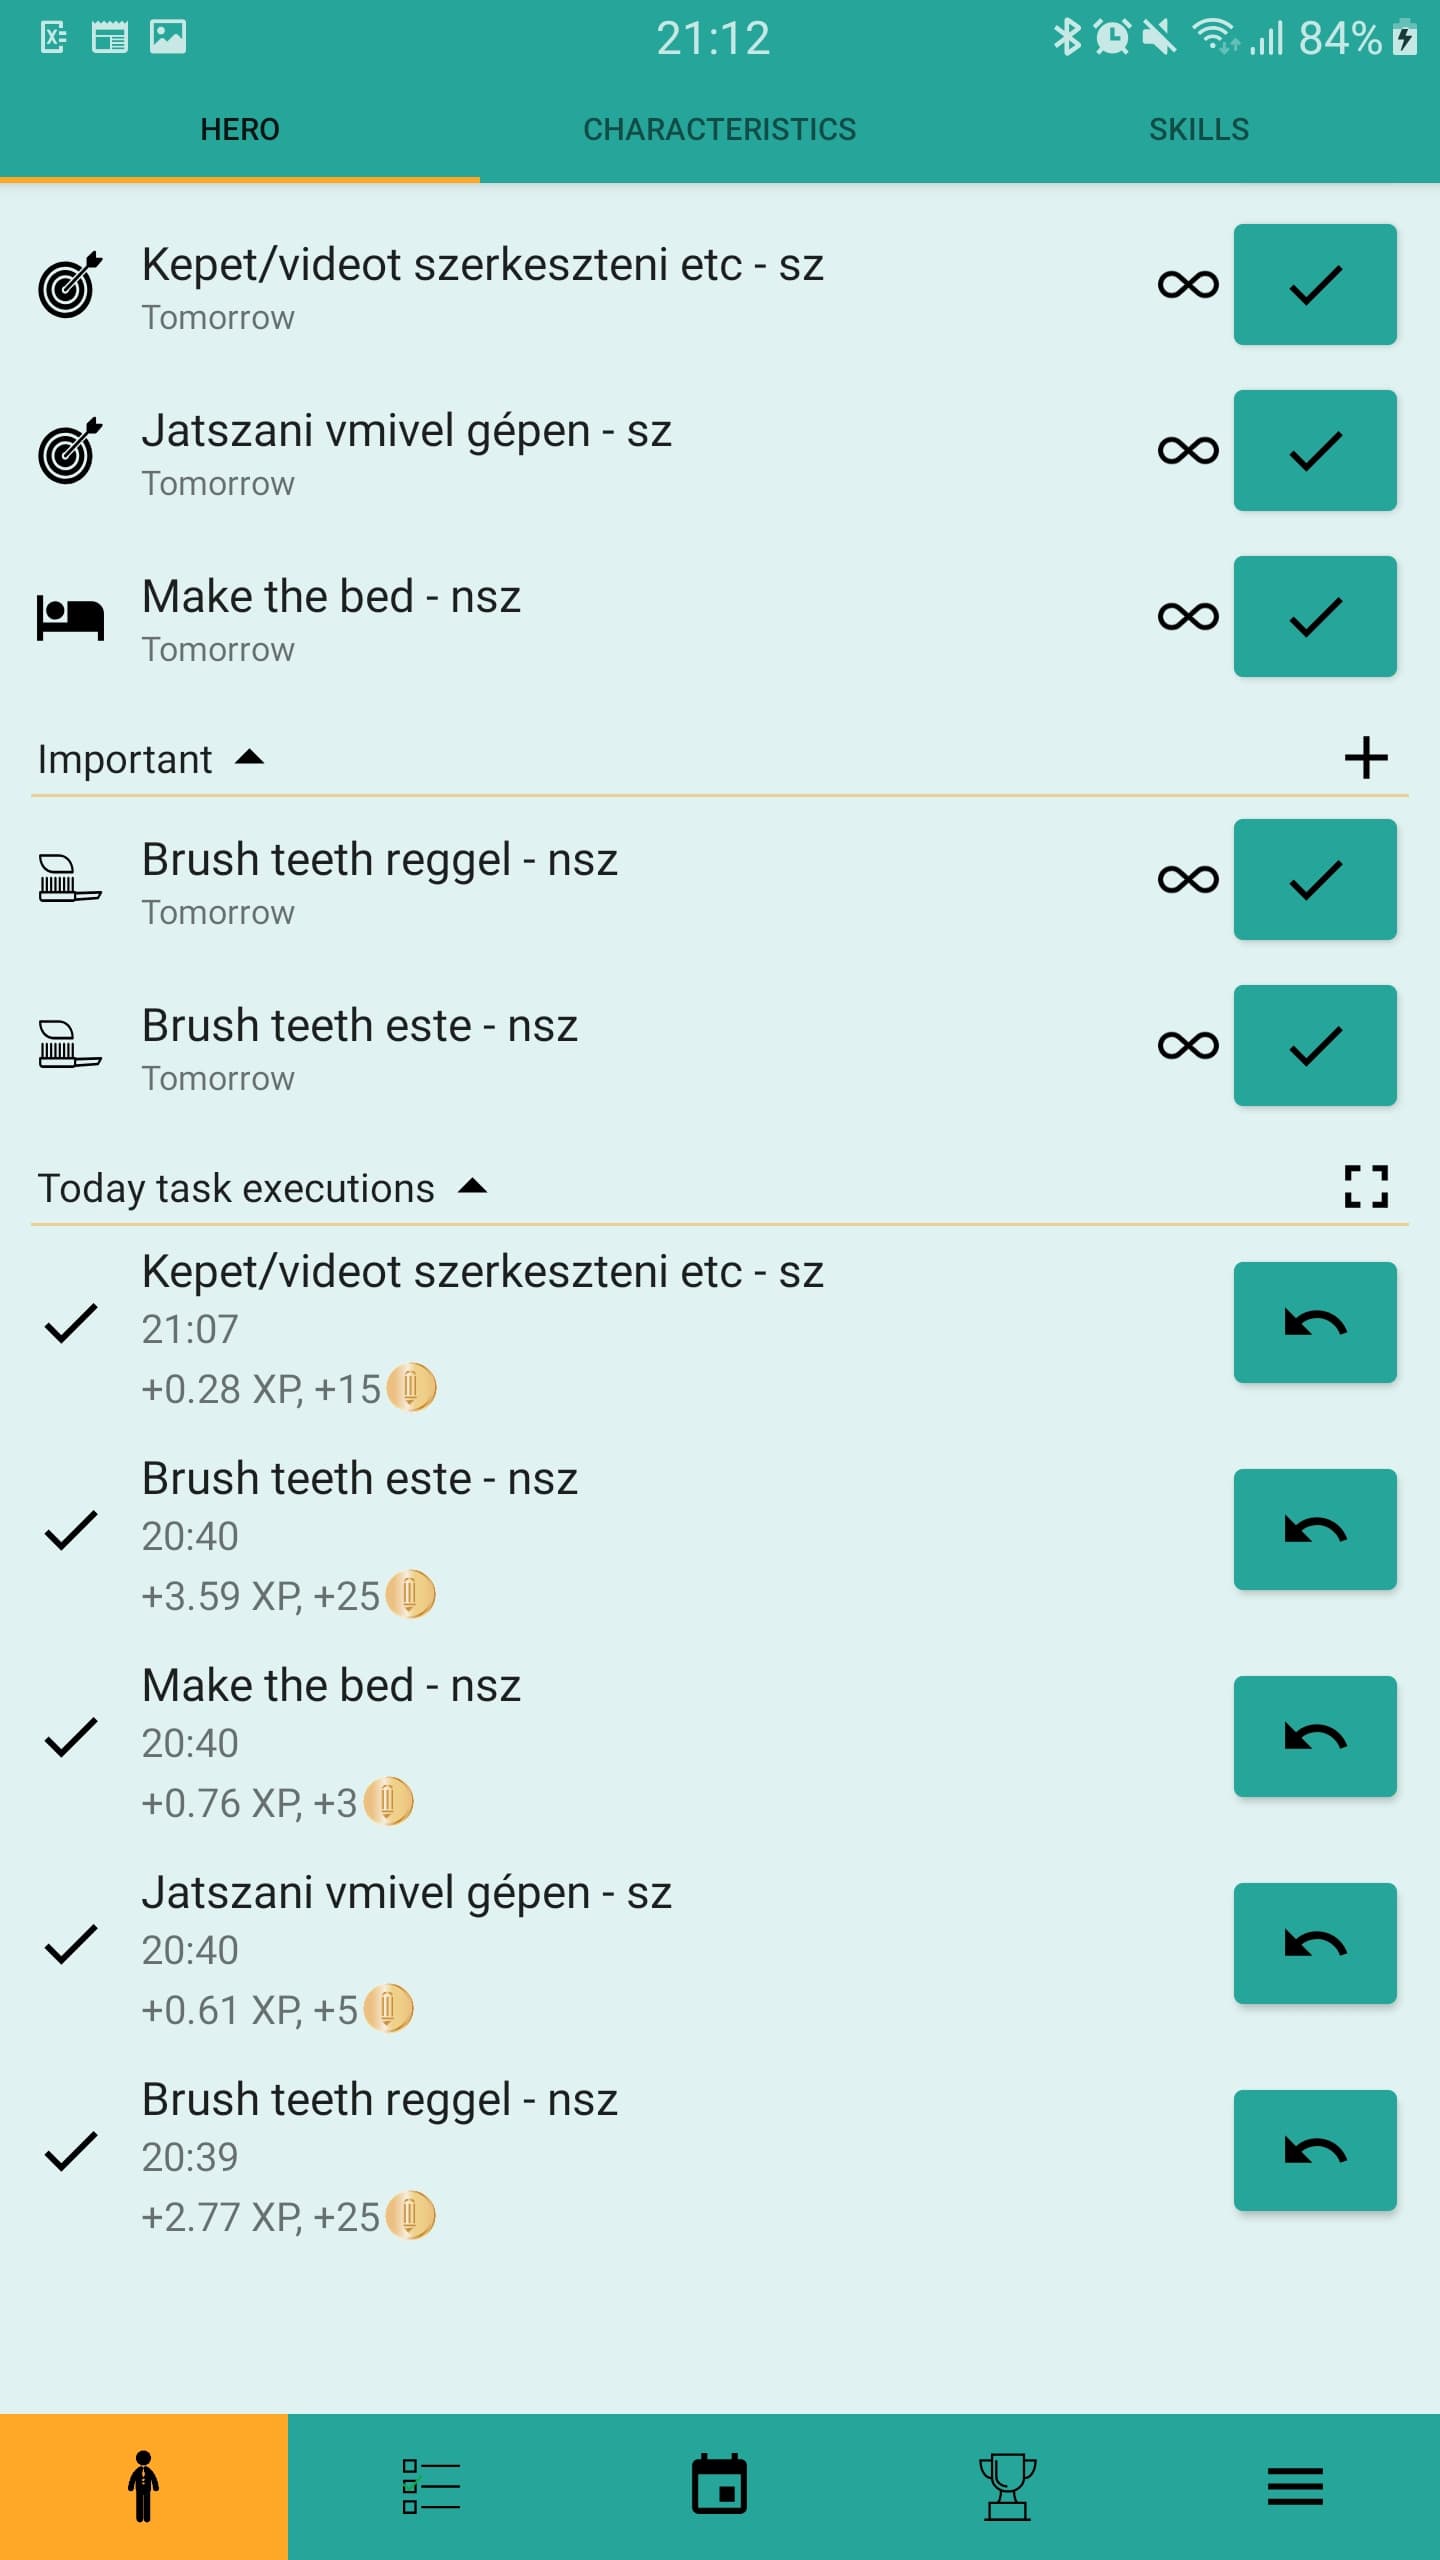 21:12
84%
HERO
CHARACTERISTICS
SKILLS
Kepet/videot szerkeszteni etc - sz
Tomorrow
Jatszani vmivel gépen - sz
Tomorrow
Make the bed - nsz
Tomorrow
Important
Brush teeth reggel - nsz
Tomorrow
Brush teeth este - nsz
Tomorrow
Today task executions
Kepet/videot szerkeszteni etc - sz
21:07
+0.28 XP, +15
Brush teeth este - nsz
20:40
+3.59 XP, +25
Make the bed - nsz
20:40
+0.76 XP, +3
Jatszani vmivel gépen - sz
20:40
+0.61 XP, +5
Brush teeth reggel - nsz
20:39
+2.77 XP, +25